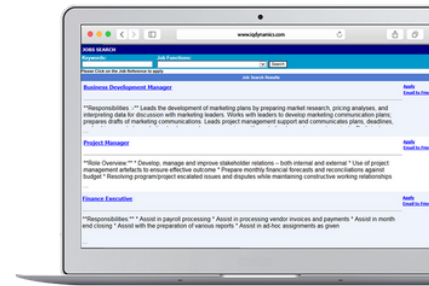 www.iqdynamics.com
JOBS SEARCH
Keywords: Job Functions:
Search
Please Click on the Job Reference to apply
Job Search Results
Business Development Manager
Apply
Email to Frie
**Responsibilities :-** Leads the development of marketing plans by preparing market research, pricing analyses, and
interpreting data for discussion with marketing leaders. Works with leaders to develop marketing communication plans,
prepares drafts of marketing communications. Leads project management support and communicates plans, deadlines,
...
Project Manager
Apply
Email to Frie
**Role Overview:** * Develop, manage and improve stakeholder relations – both internal and external * Use of project
management artefacts to ensure effective outcome * Prepare monthly financial forecasts and reconciliations against
budget * Resolving program/project escalated issues and disputes while maintaining constructive working relationships
...
Finance Executive
Apply
Email to Frie
**Responsibilities:** * Assist in payroll processing * Assist in processing vendor invoices and payments * Assist in month
end closing * Assist with the preparation of various reports * Assist in ad-hoc assignments as given
...